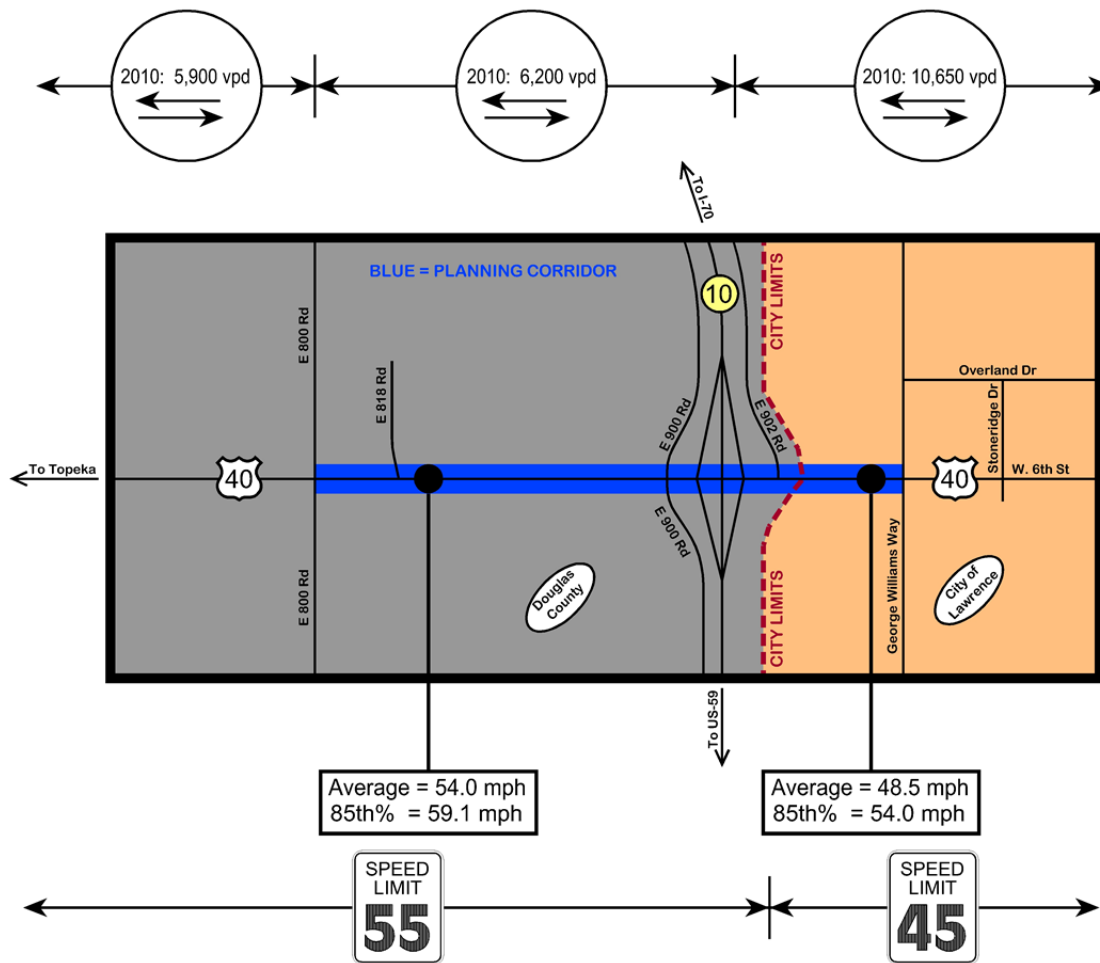 2010: 5,900 vpd
2010: 6,200 vpd
2010: 10,650 vpd
To I-70
BLUE = PLANNING CORRIDOR
10
CITY LIMITS
E 800 Rd
E 818 Rd
E 900 Rd
E 902 Rd
Overland Dr
Stoneridge Dr
To Topeka
40
40
W. 6th St
E 900 Rd
E 800 Rd
Douglas
County
CITY LIMITS
George Williams Way
City of
Lawrence
To US-59
Average = 54.0 mph
85th% = 59.1 mph
Average = 48.5 mph
85th% = 54.0 mph
SPEED
LIMIT
55
SPEED
LIMIT
45